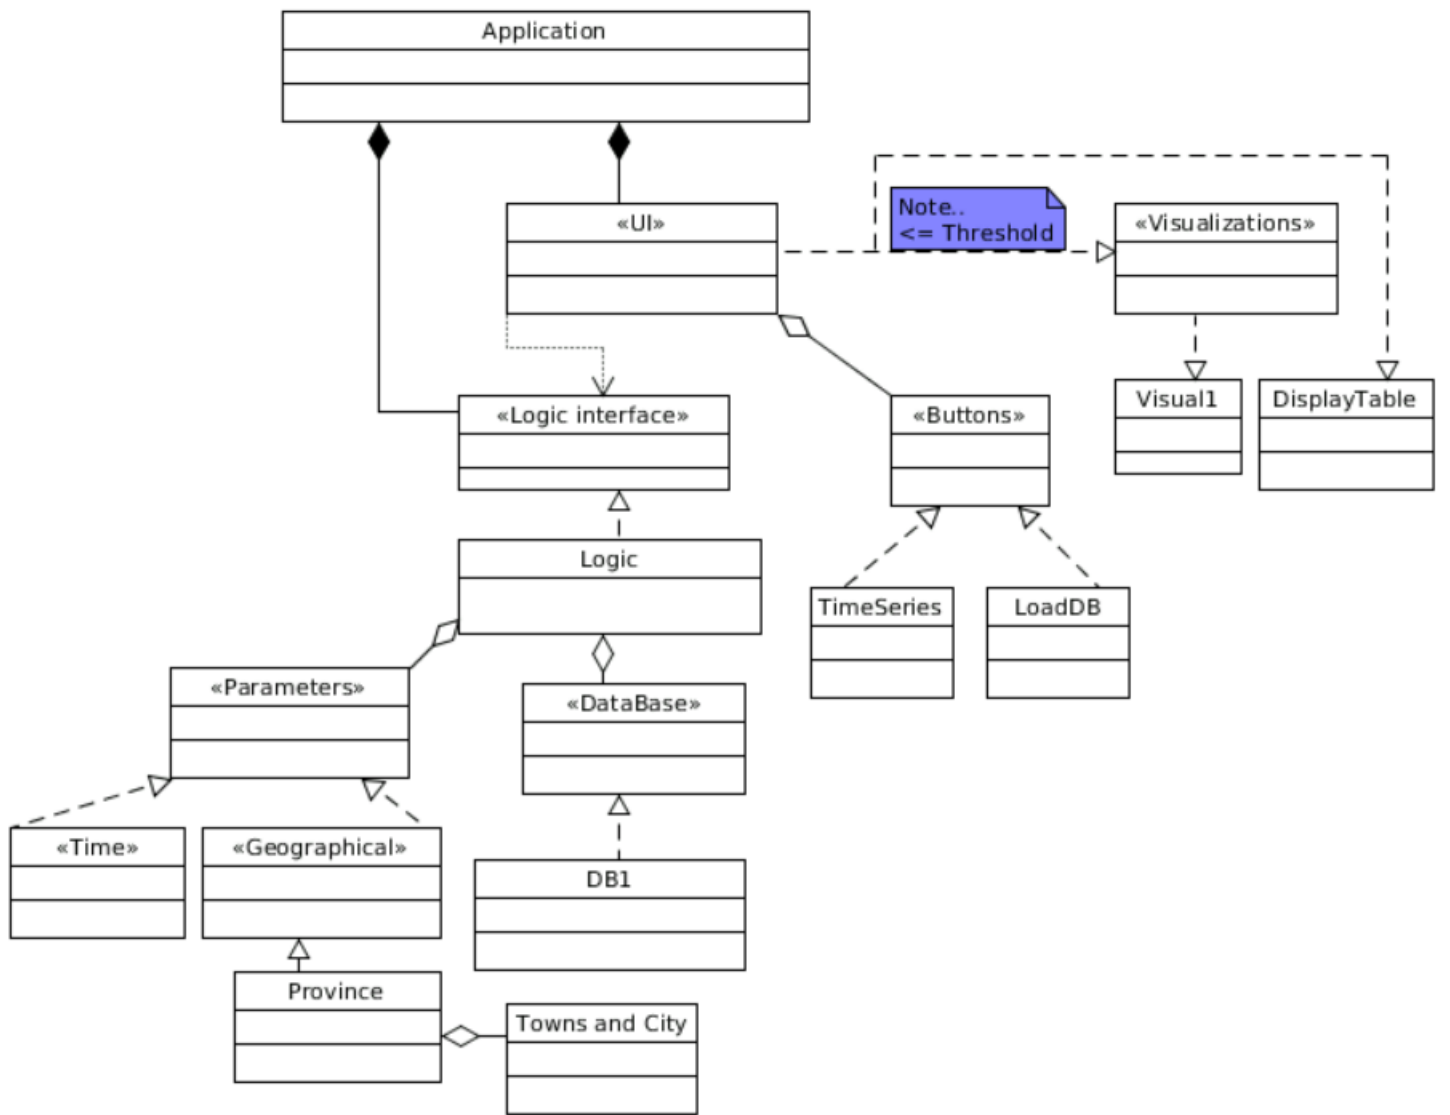 Application
«UI»
Note..
<= Threshold
«Visualizations»
«Logic interface»
«Buttons»
Visual1
DisplayTable
Logic
TimeSeries
LoadDB
«Parameters»
«DataBase»
«Time»
«Geographical»
DB1
Province
Towns and City